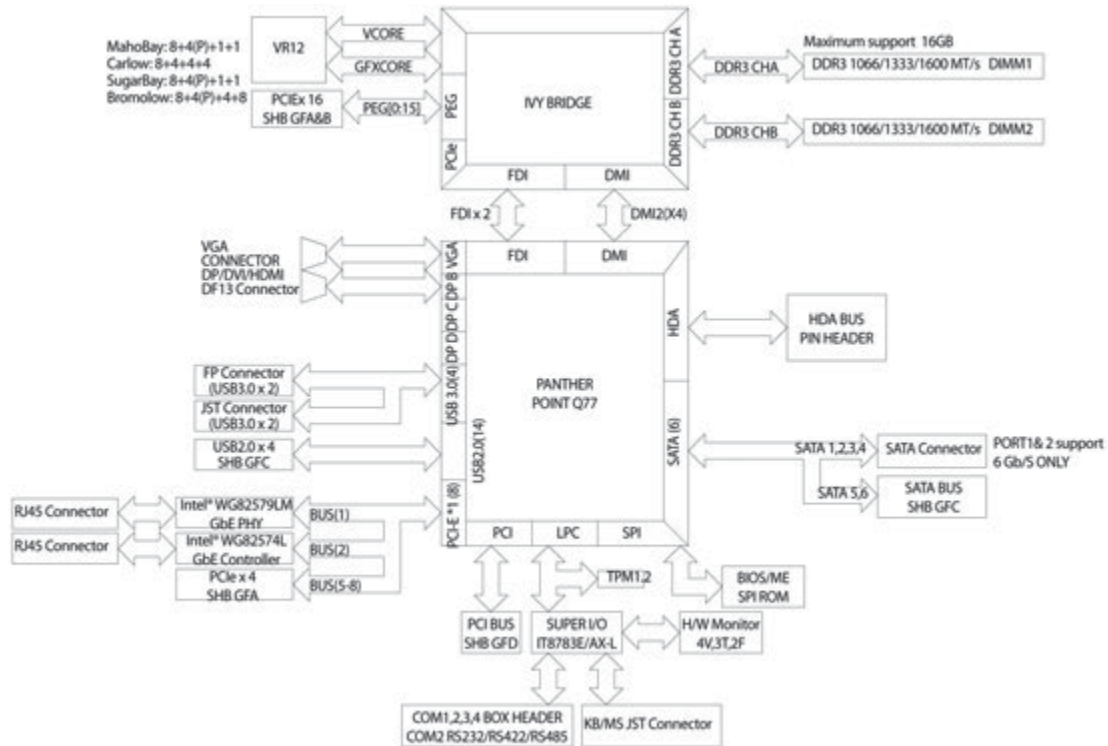 MahoBay: 8+4(P)+1+1
Carlow: 8+4+4+4
SugarBay: 8+4(P)+1+1
Bromolow: 8+4(P)+4+8
VR12
VCORE
GFXCORE
PCIEx 16
SHB GFA&B
PEG[0:15]
PEG
PCIe
IVY BRIDGE
DDR3 CH A
DDR3 CH B
FDI
DMI
DDR3 CHA
DDR3 CHB
Maximum support 16GB
DDR3 1066/1333/1600 MT/s DIMM1
DDR3 1066/1333/1600 MT/s DIMM2
FDI x 2
DMI2(X4)
VGA
CONNECTOR
DP/DVI/HDMI
DF13 Connector
FDI
DMI
VGA
DP B
DP C
DP D
USB 3.0(4)
USB2.0(14)
PCI-E *1 (8)
PANTHER
POINT Q77
HDA
SATA (6)
PCI
LPC
SPI
HDA BUS
PIN HEADER
FP Connector
(USB3.0 x 2)
JST Connector
(USB3.0 x 2)
USB2.0 x 4
SHB GFC
SATA 1,2,3,4
SATA Connector
PORT1& 2 support
6 Gb/S ONLY
SATA 5,6
SATA BUS
SHB GFC
RJ45 Connector
RJ45 Connector
Intel® WG82579LM
GbE PHY
Intel® WG82574L
GbE Controller
PCIe x 4
SHB GFA
BUS(1)
BUS(2)
BUS(5-8)
TPM1,2
BIOS/ME
SPI ROM
PCI BUS
SHB GFD
SUPER I/O
IT8783E/AX-L
H/W Monitor
4V,3T,2F
COM1,2,3,4 BOX HEADER
COM2 RS232/RS422/RS485
KB/MS JST Connector